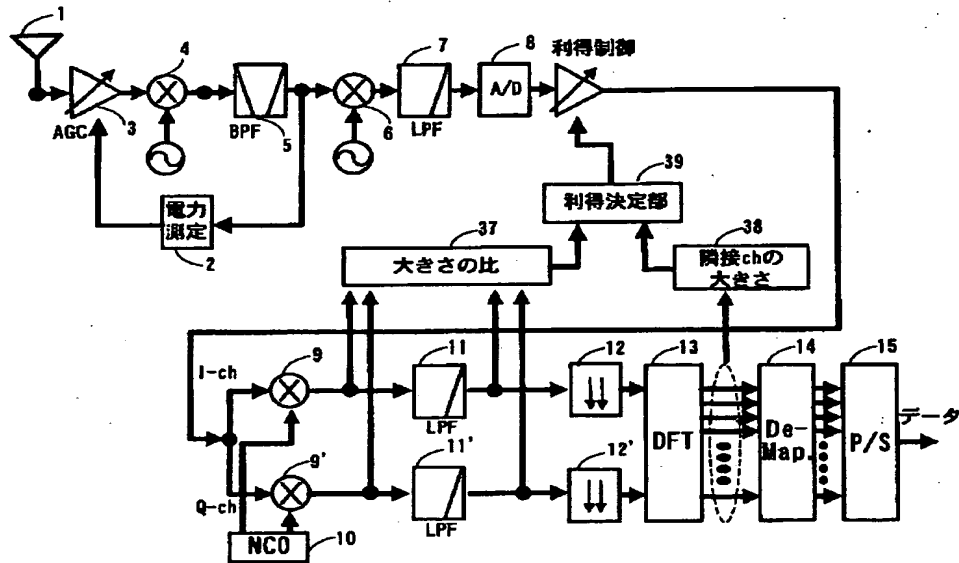 1
4
7
8
利得制御
A/D
AGC
3
BPF
5
6
LPF
39
電力
測定
2
利得決定部
37
大きさの比
38
隣接chの
大きさ
I-ch
9
11
12
13
14
15
LPF
DFT
De-
Map.
P/S
データ
9'
11'
12'
Q-ch
LPF
NCO
10